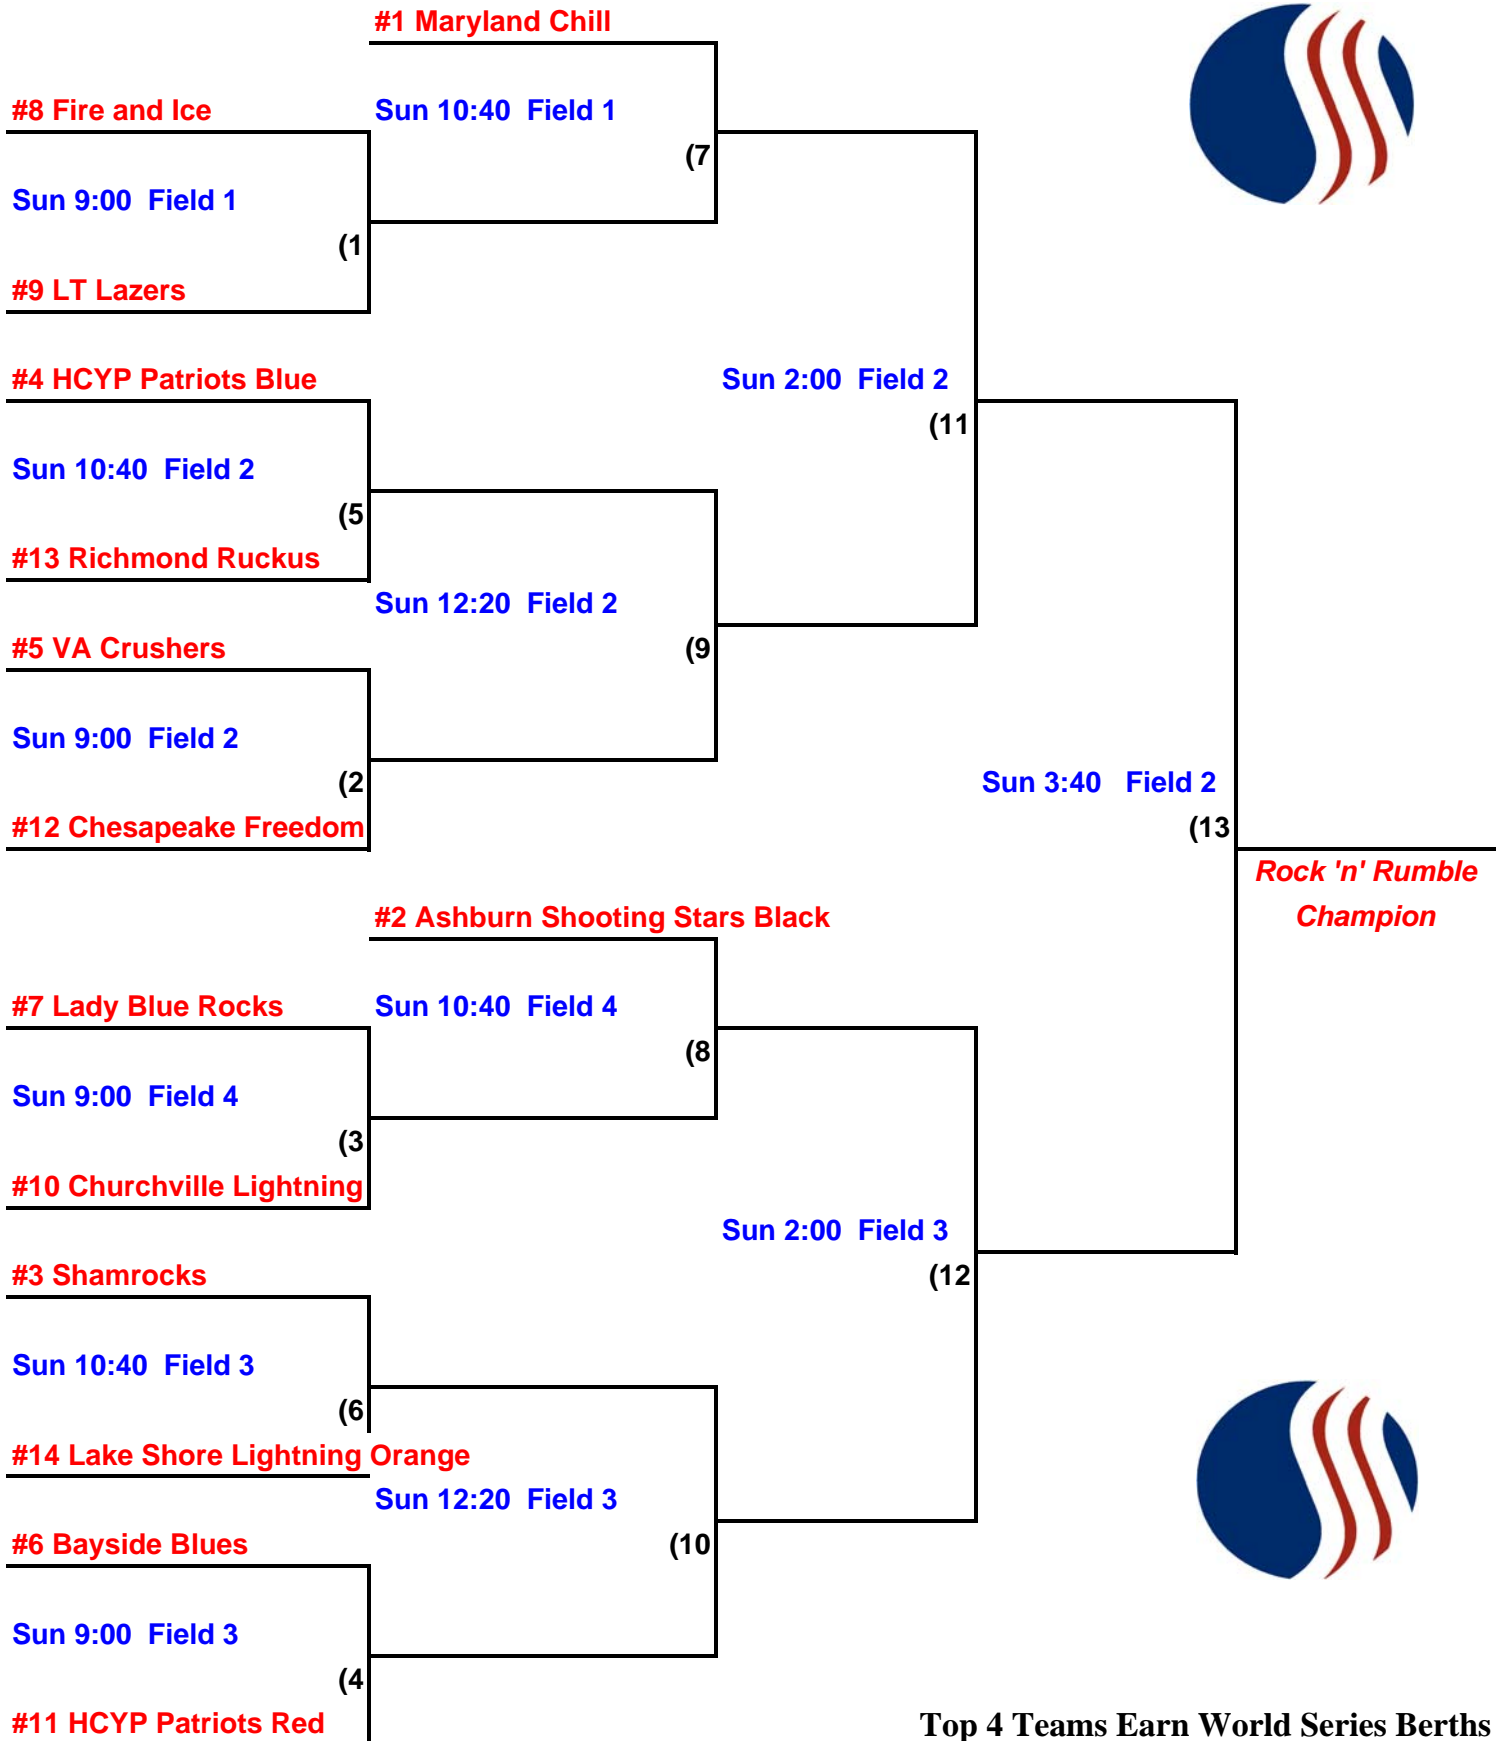 #1 Maryland Chill
#8 Fire and Ice
Sun 10:40  Field 1
(7
Sun 9:00  Field 1
(1
#9 LT Lazers
#4 HCYP Patriots Blue
Sun 2:00  Field 2
(11
Sun 10:40  Field 2
(5
#13 Richmond Ruckus
Sun 12:20  Field 2
#5 VA Crushers
(9
Sun 9:00  Field 2
(2
Sun 3:40   Field 2
#12 Chesapeake Freedom
(13
Rock 'n' Rumble
Champion
#2 Ashburn Shooting Stars Black
#7 Lady Blue Rocks
Sun 10:40  Field 4
(8
Sun 9:00  Field 4
(3
#10 Churchville Lightning
Sun 2:00  Field 3
#3 Shamrocks
(12
Sun 10:40  Field 3
(6
#14 Lake Shore Lightning Orange
Sun 12:20  Field 3
#6 Bayside Blues
(10
Sun 9:00  Field 3
(4
#11 HCYP Patriots Red
Top 4 Teams Earn World Series Berths